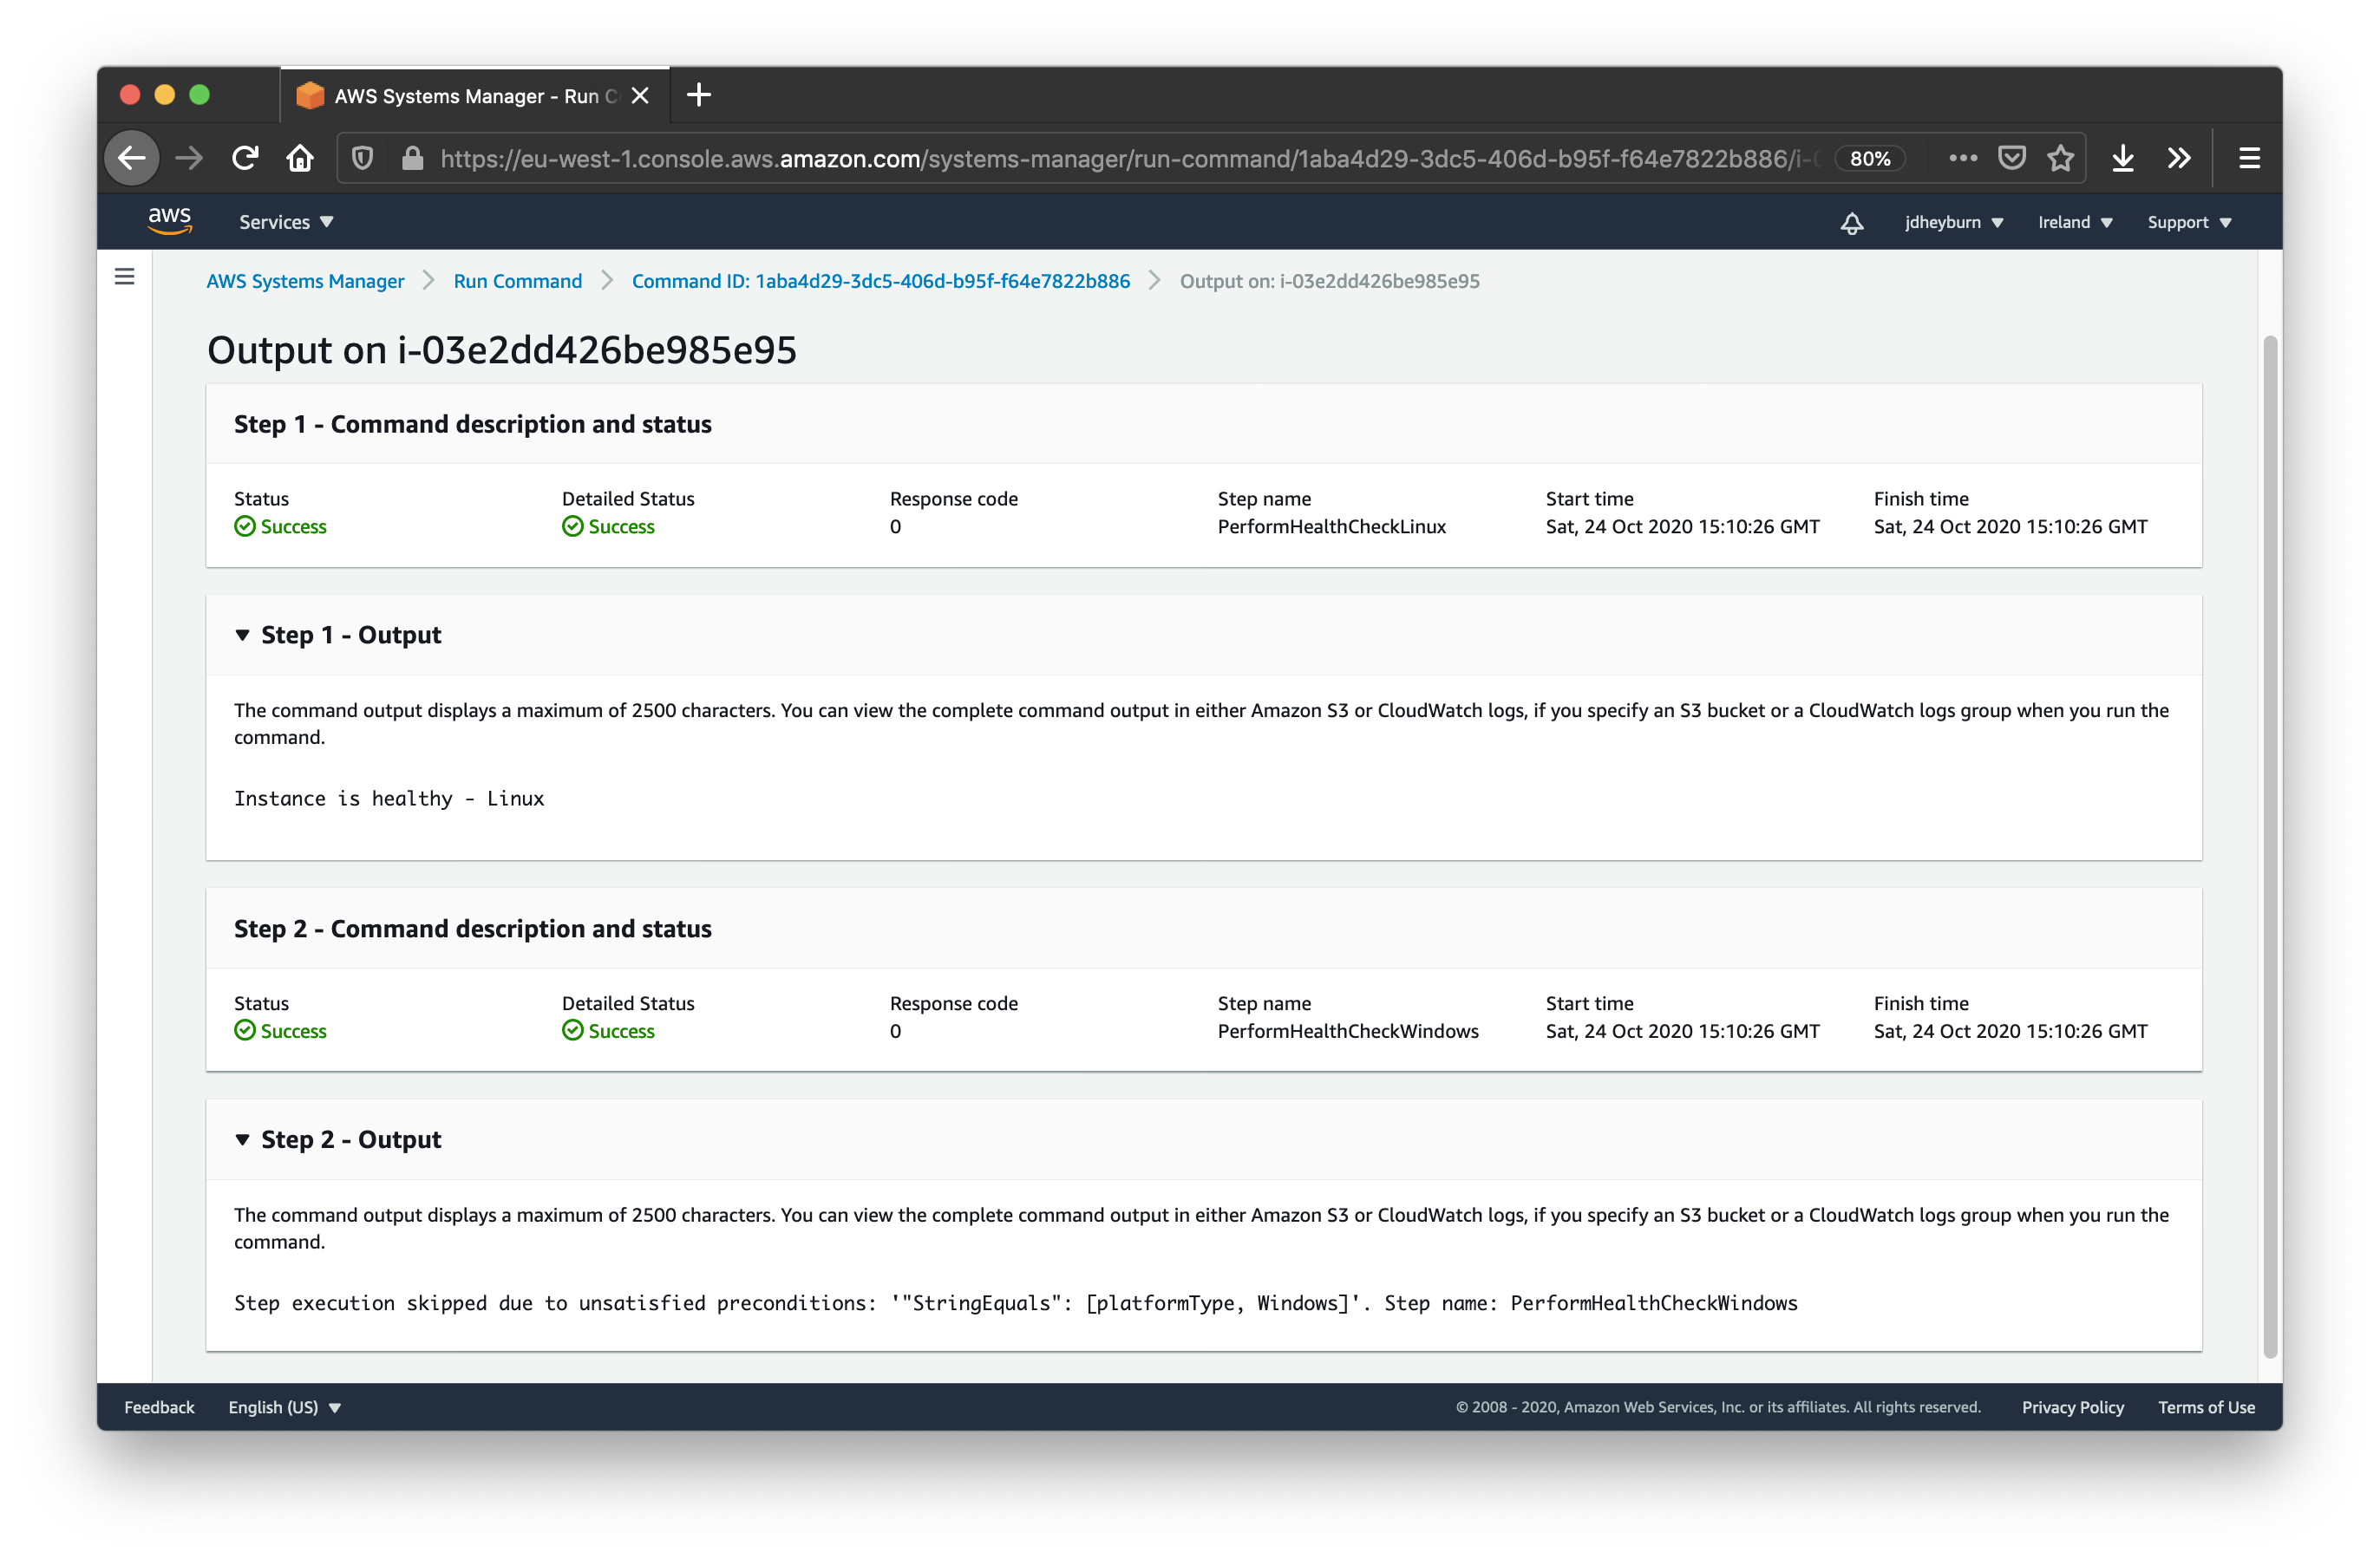 AWS Systems Manager - Run C
https://eu-west-1.console.aws.amazon.com/systems-manager/run-command/1aba4d29-3dc5-406d-b95f-f64e7822b886/i-
80%
aws
Services
jdheyburn
Ireland
Support
AWS Systems Manager
Run Command
Command ID: 1aba4d29-3dc5-406d-b95f-f64e7822b886
Output on: i-03e2dd426be985e95
Output on i-03e2dd426be985e95
Step 1 - Command description and status
Status
Detailed Status
Response code
Step name
Start time
Finish time
Success
Success
0
PerformHealthCheckLinux
Sat, 24 Oct 2020 15:10:26 GMT
Sat, 24 Oct 2020 15:10:26 GMT
Step 1 - Output
The command output displays a maximum of 2500 characters. You can view the complete command output in either Amazon S3 or CloudWatch logs, if you specify an S3 bucket or a CloudWatch logs group when you run the
command.
Instance is healthy - Linux
Step 2 - Command description and status
Status
Detailed Status
Response code
Step name
Start time
Finish time
Success
Success
0
PerformHealthCheckWindows
Sat, 24 Oct 2020 15:10:26 GMT
Sat, 24 Oct 2020 15:10:26 GMT
Step 2 - Output
The command output displays a maximum of 2500 characters. You can view the complete command output in either Amazon S3 or CloudWatch logs, if you specify an S3 bucket or a CloudWatch logs group when you run the
command.
Step execution skipped due to unsatisfied preconditions: '"StringEquals": [platformType, Windows]'. Step name: PerformHealthCheckWindows
Feedback
English (US)
© 2008 - 2020, Amazon Web Services, Inc. or its affiliates. All rights reserved.
Privacy Policy
Terms of Use